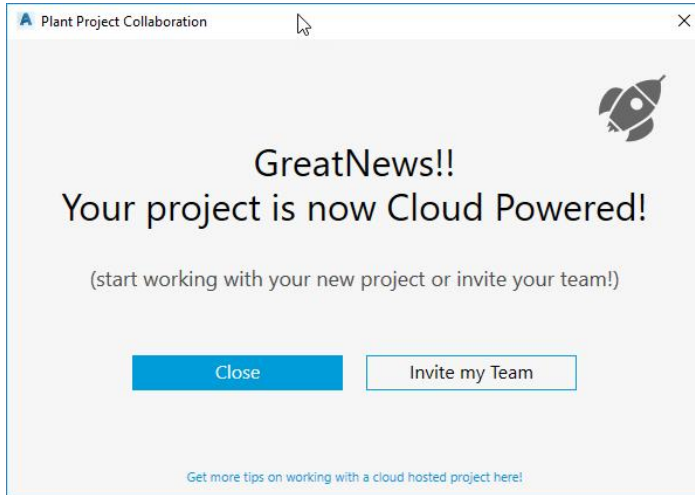 Plant Project Collaboration
GreatNews!!
Your project is now Cloud Powered!
(start working with your new project or invite your team!)
Close
Invite my Team
Get more tips on working with a cloud hosted project here!